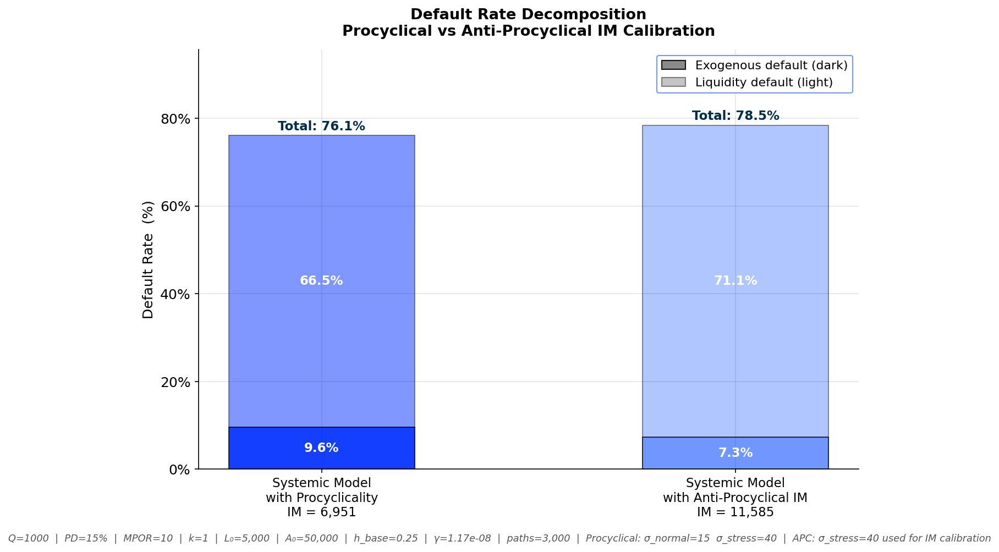 Default Rate Decomposition
Procyclical vs Anti-Procyclical IM Calibration
Exogenous default (dark)
Liquidity default (light)
Default Rate (%)
80%
60%
40%
20%
0%
Total: 76.1%
66.5%
9.6%
Total: 78.5%
71.1%
7.3%
Systemic Model
with Procyclicality
IM = 6,951
Systemic Model
with Anti-Procyclical IM
IM = 11,585
Q=1000 | PD=15% | MPOR=10 | k=1 | L₀=5,000 | A₀=50,000 | h_base=0.25 | γ=1.17e-08 | paths=3,000 | Procyclical: σ_normal=15 σ_stress=40 | APC: σ_stress=40 used for IM calibration